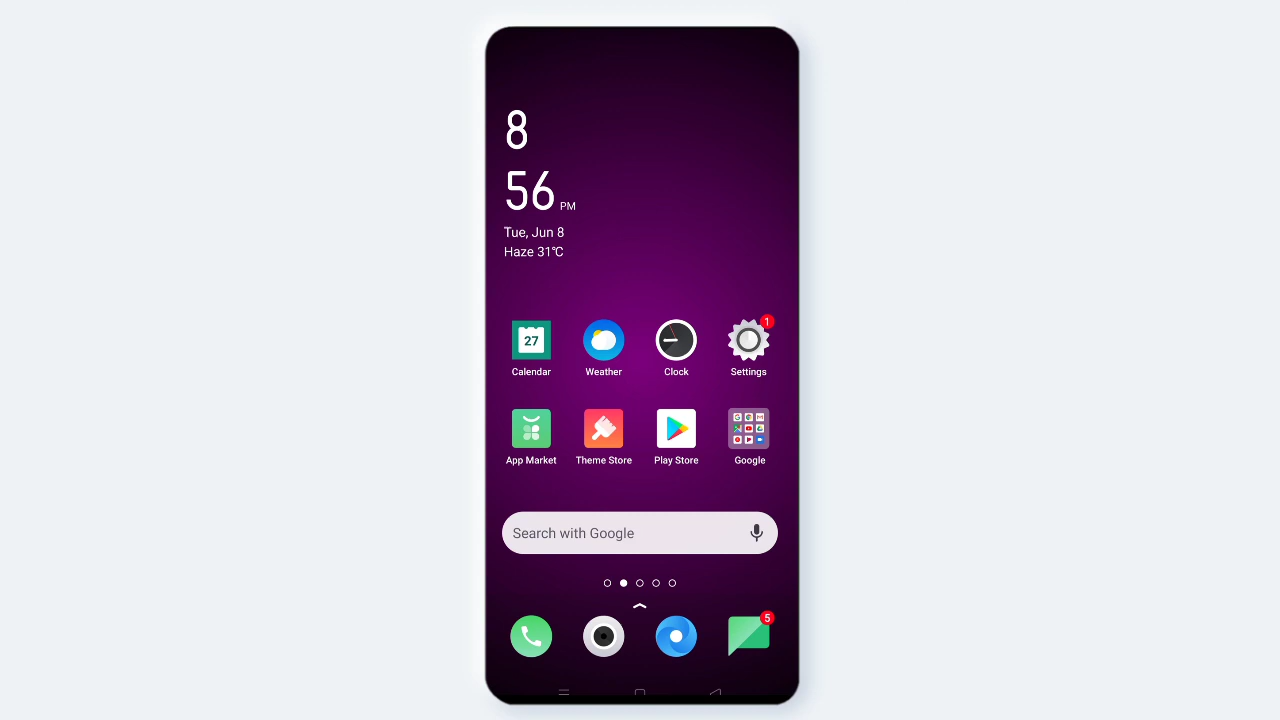 8
56 PM
Tue, Jun 8
Haze 31℃
1
27
Calendar Weather Clock Settings
App Market Theme Store Play Store Google
Search with Google
5